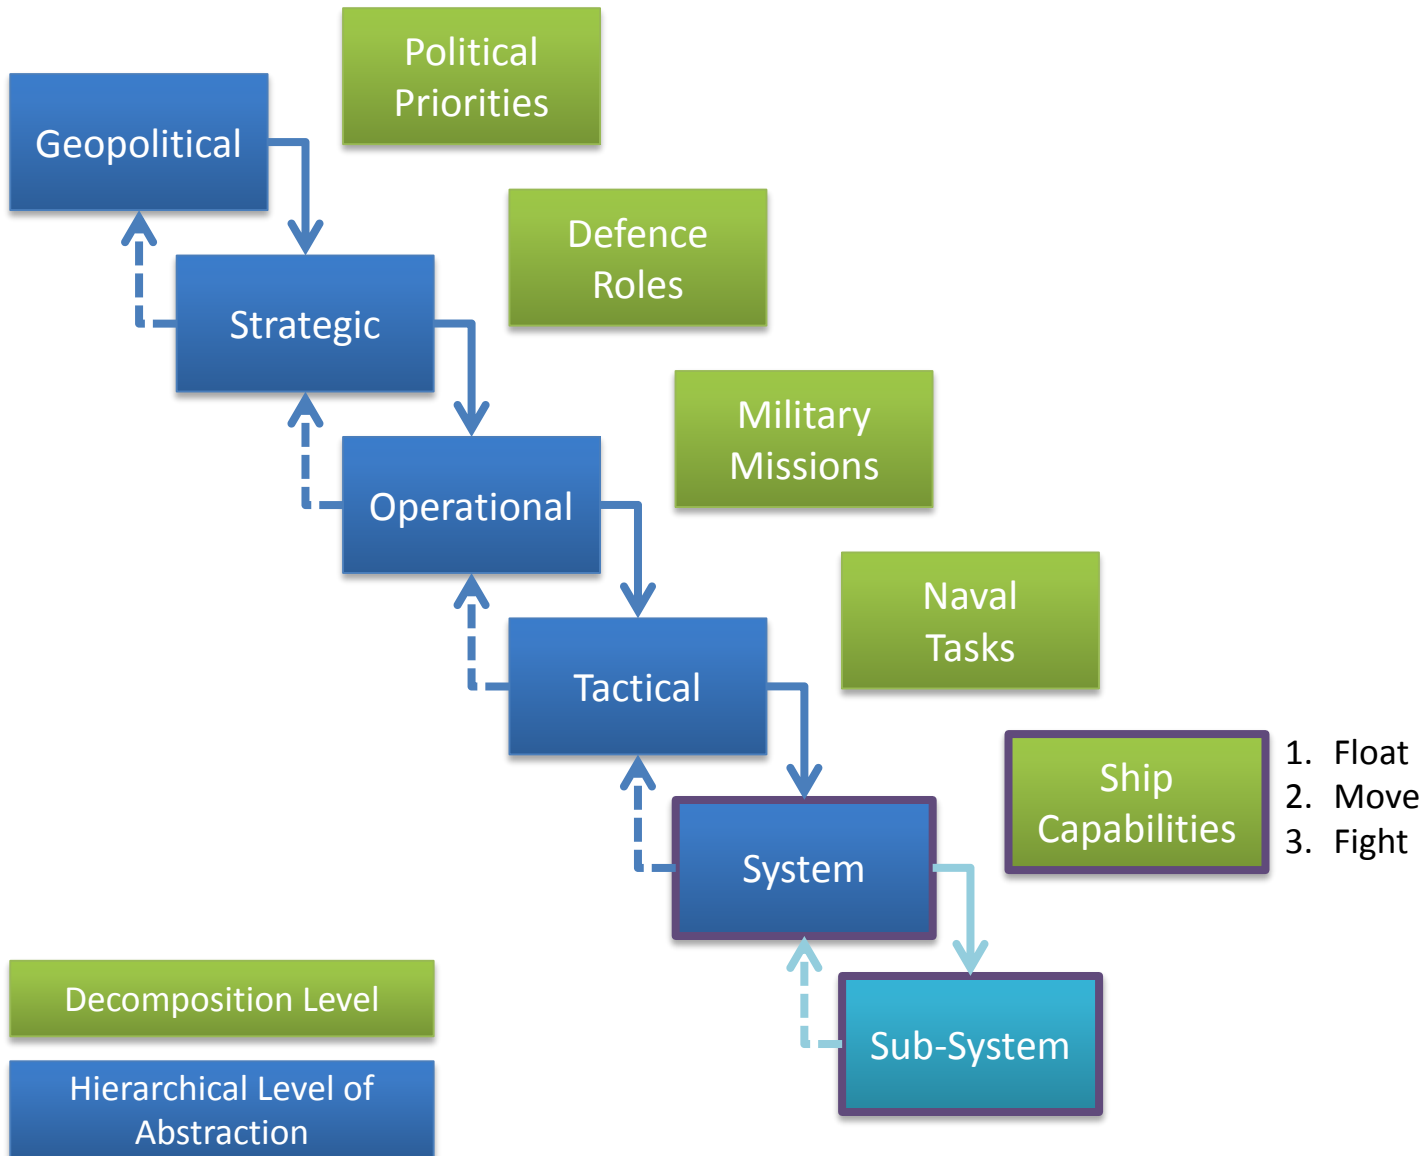 Political
Priorities
Geopolitical
Defence
Roles
Strategic
Military
Missions
Operational
Naval
Tasks
Tactical
Ship
Capabilities
1. Float
2. Move
3. Fight
System
Decomposition Level
Sub-System
Hierarchical Level of
Abstraction